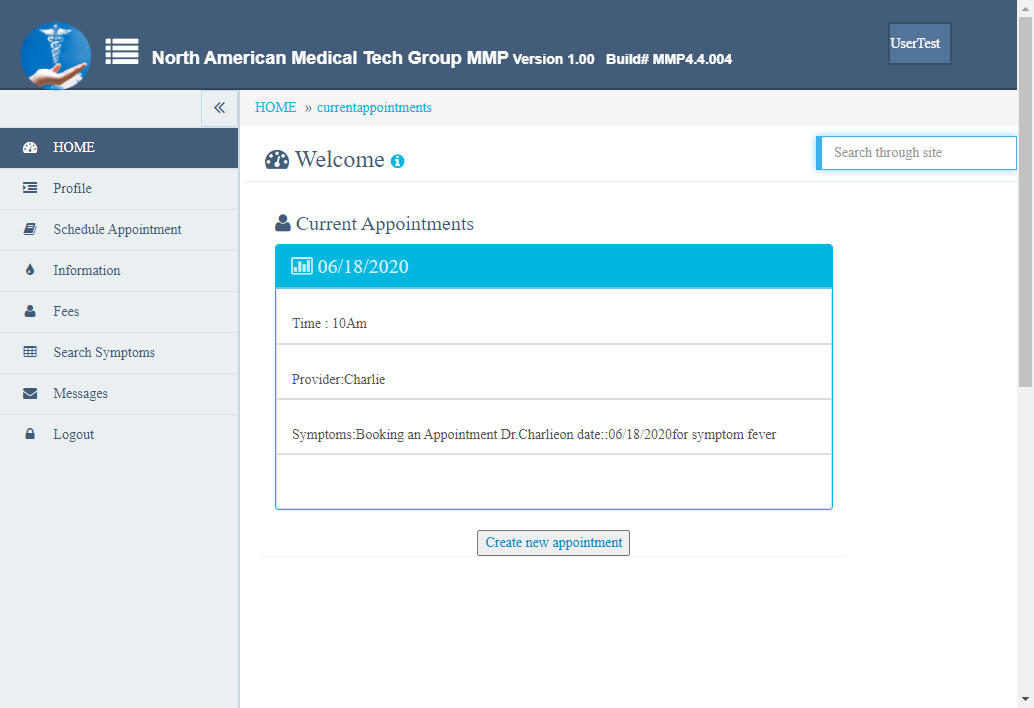 North American Medical Tech Group MMP Version 1.00 Build# MMP4.4.004
UserTest
HOME » currentappointments
HOME
Profile
Schedule Appointment
Information
Fees
Search Symptoms
Messages
Logout
Welcome
Search through site
Current Appointments
06/18/2020
Time : 10Am
Provider:Charlie
Symptoms:Booking an Appointment Dr.Charlieon date::06/18/2020for symptom fever
Create new appointment